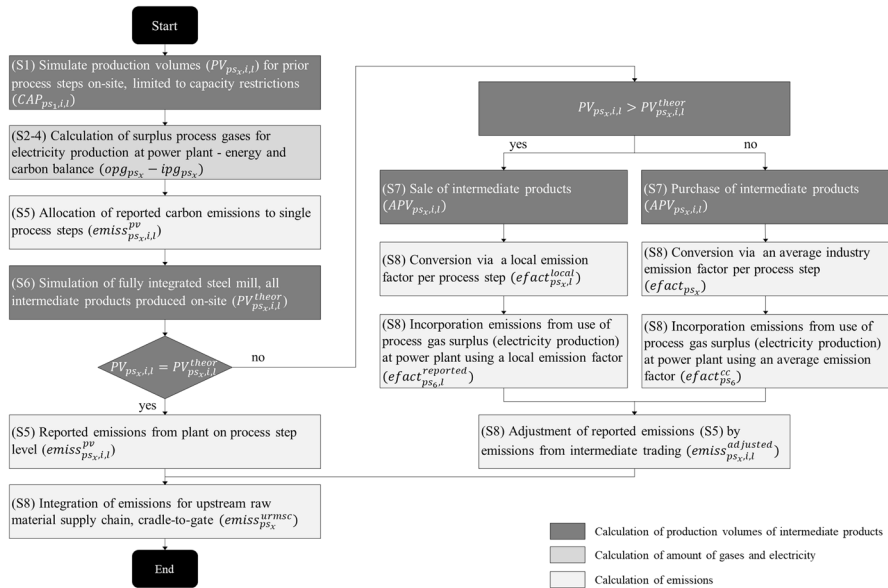 Start
(S1) Simulate production volumes (PV_{ps_x,i,l}) for prior
process steps on-site, limited to capacity restrictions
(CAP_{ps_1,i,l})
(S2-4) Calculation of surplus process gases for
electricity production at power plant - energy and
carbon balance (opg_{ps_x} − ipg_{ps_x})
(S5) Allocation of reported carbon emissions to single
process steps (emiss^{pv}_{ps_x,i,l})
(S6) Simulation of fully integrated steel mill, all
intermediate products produced on-site (PV^{theor}_{ps_x,i,l})
PV_{ps_x,i,l} = PV^{theor}_{ps_x,i,l}
no
yes
(S5) Reported emissions from plant on process step
level (emiss^{pv}_{ps_x,i,l})
(S8) Integration of emissions for upstream raw
material supply chain, cradle-to-gate (emiss^{urmsc}_{ps_x})
End
PV_{ps_x,i,l} > PV^{theor}_{ps_x,i,l}
yes
no
(S7) Sale of intermediate products
(APV_{ps_x,i,l})
(S8) Conversion via a local emission
factor per process step (efact^{local}_{ps_x,l})
(S8) Incorporation emissions from use of
process gas surplus (electricity production)
at power plant using a local emission factor
(efact^{reported}_{ps_6,l})
(S7) Purchase of intermediate products
(APV_{ps_x,i,l})
(S8) Conversion via an average industry
emission factor per process step
(efact_{ps_x})
(S8) Incorporation emissions from use of
process gas surplus (electricity production)
at power plant using an average emission
factor (efact^{cc}_{ps_6})
(S8) Adjustment of reported emissions (S5) by
emissions from intermediate trading (emiss^{adjusted}_{ps_x,i,l})
Calculation of production volumes of intermediate products
Calculation of amount of gases and electricity
Calculation of emissions